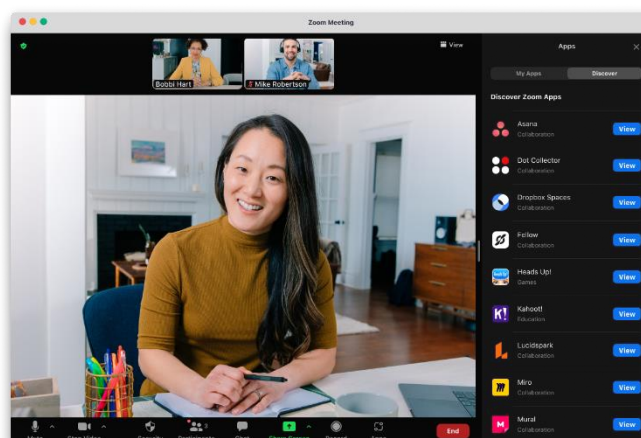 Zoom Meeting
Bobbi Hart
Mike Robertson
View
Apps
My Apps
Discover
Discover Zoom Apps
Asana
Collaboration
View
Dot Collector
Collaboration
View
Dropbox Spaces
Collaboration
View
Fellow
Collaboration
View
Heads Up!
Games
View
Kahoot!
Education
View
Lucidspark
Collaboration
View
Miro
Collaboration
View
Mural
Collaboration
View
End